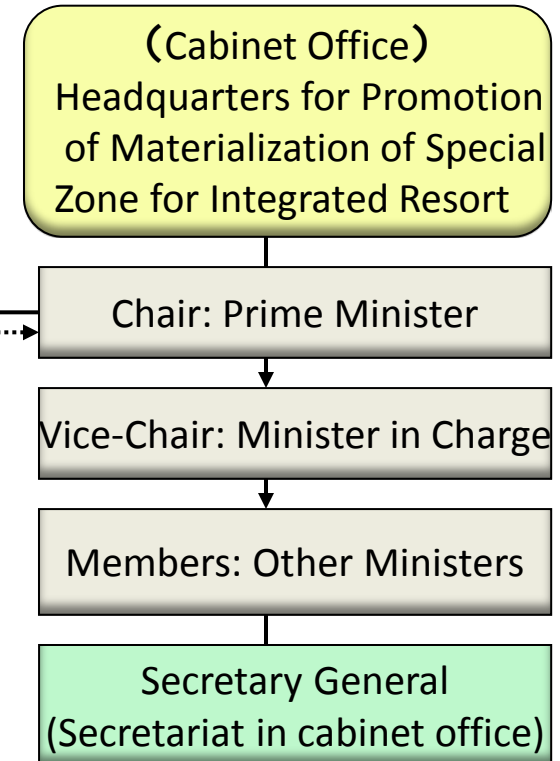 （Cabinet Office）
Headquarters for Promotion
of Materialization of Special
Zone for Integrated Resort
Chair: Prime Minister
Vice-Chair: Minister in Charge
Members: Other Ministers
Secretary General
(Secretariat in cabinet office)